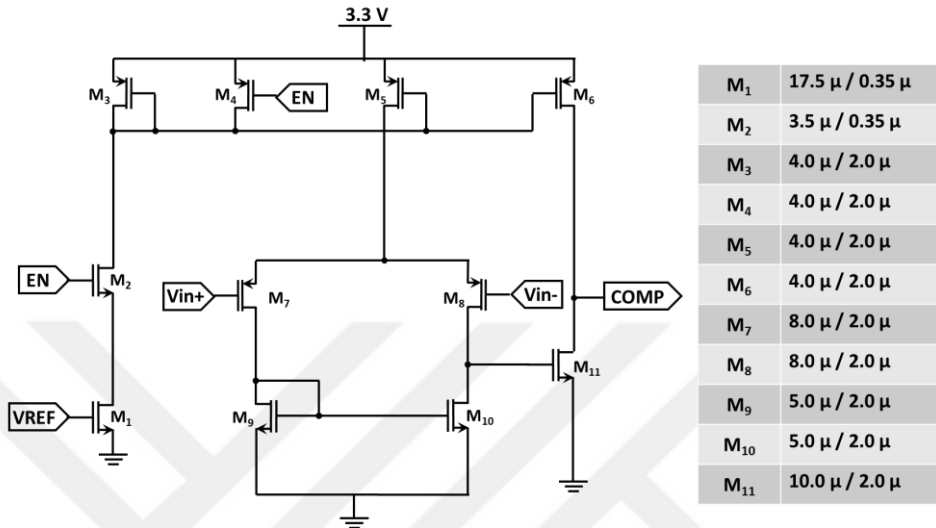 3.3 V
M3
M4
EN
M5
M6
EN
M2
Vin+
M7
M8
Vin-
COMP
VREF
M1
M9
M10
M11
M1 17.5 µ / 0.35 µ
M2 3.5 µ / 0.35 µ
M3 4.0 µ / 2.0 µ
M4 4.0 µ / 2.0 µ
M5 4.0 µ / 2.0 µ
M6 4.0 µ / 2.0 µ
M7 8.0 µ / 2.0 µ
M8 8.0 µ / 2.0 µ
M9 5.0 µ / 2.0 µ
M10 5.0 µ / 2.0 µ
M11 10.0 µ / 2.0 µ